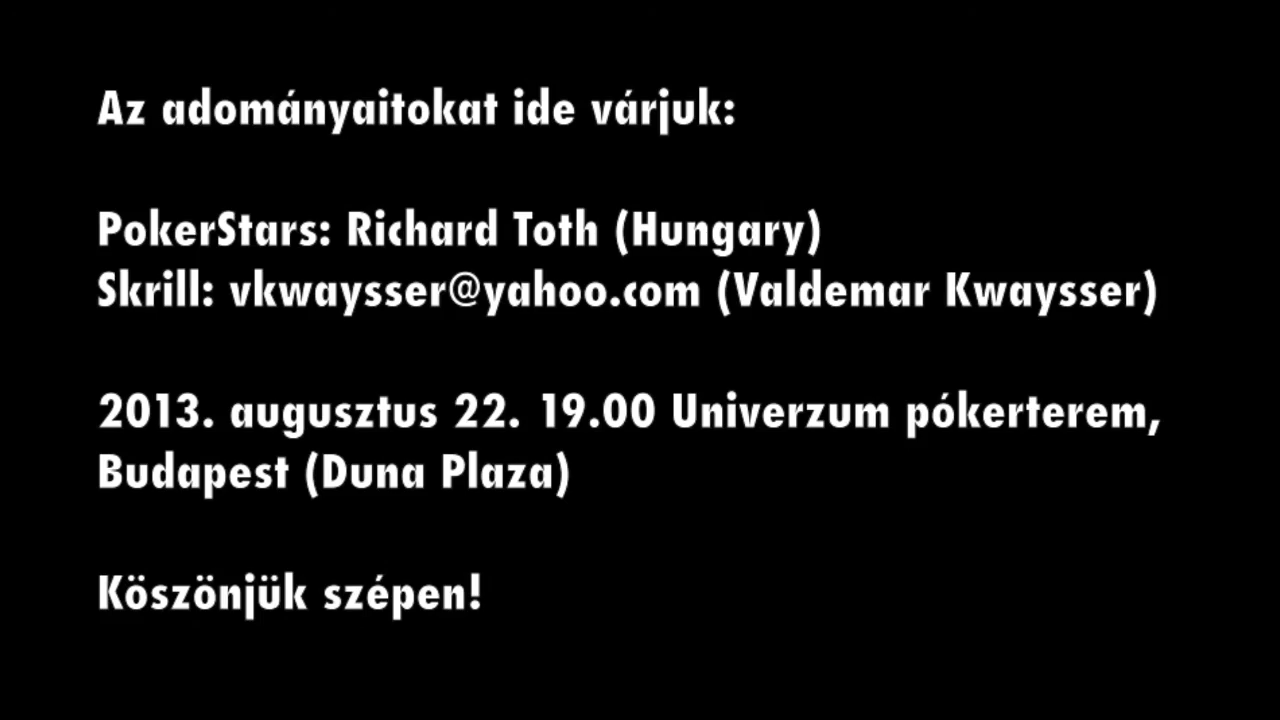 Az adományaitokat ide várjuk:
PokerStars: Richard Toth (Hungary)
Skrill: vkwaysser@yahoo.com (Valdemar Kwaysser)
2013. augusztus 22. 19.00 Univerzum pókerterem,
Budapest (Duna Plaza)
Köszönjük szépen!